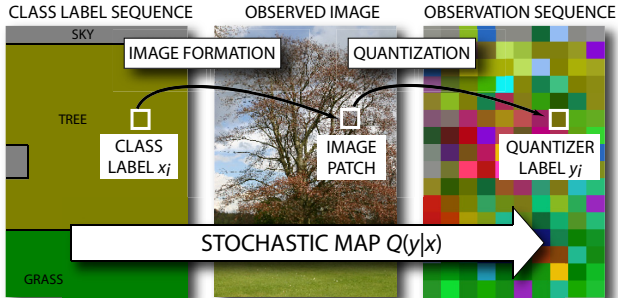 CLASS LABEL SEQUENCE
OBSERVED IMAGE
OBSERVATION SEQUENCE
SKY
IMAGE FORMATION
QUANTIZATION
TREE
CLASS
LABEL xi
IMAGE
PATCH
QUANTIZER
LABEL yi
STOCHASTIC MAP Q(y|x)
GRASS